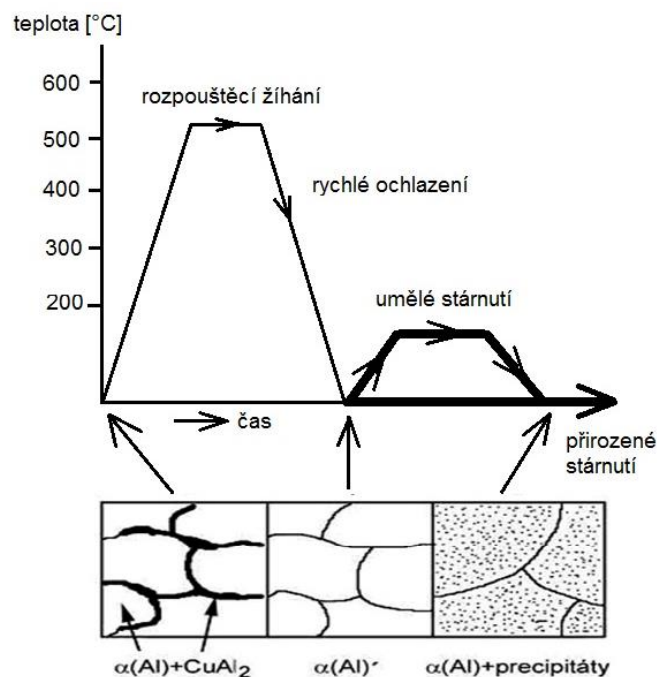 teplota [°C]
600
rozpouštěcí žíhání
500
400
rychlé ochlazení
300
umělé stárnutí
200
čas
přirozené
stárnutí
α(Al)+CuAl₂
α(Al)´
α(Al)+precipitáty